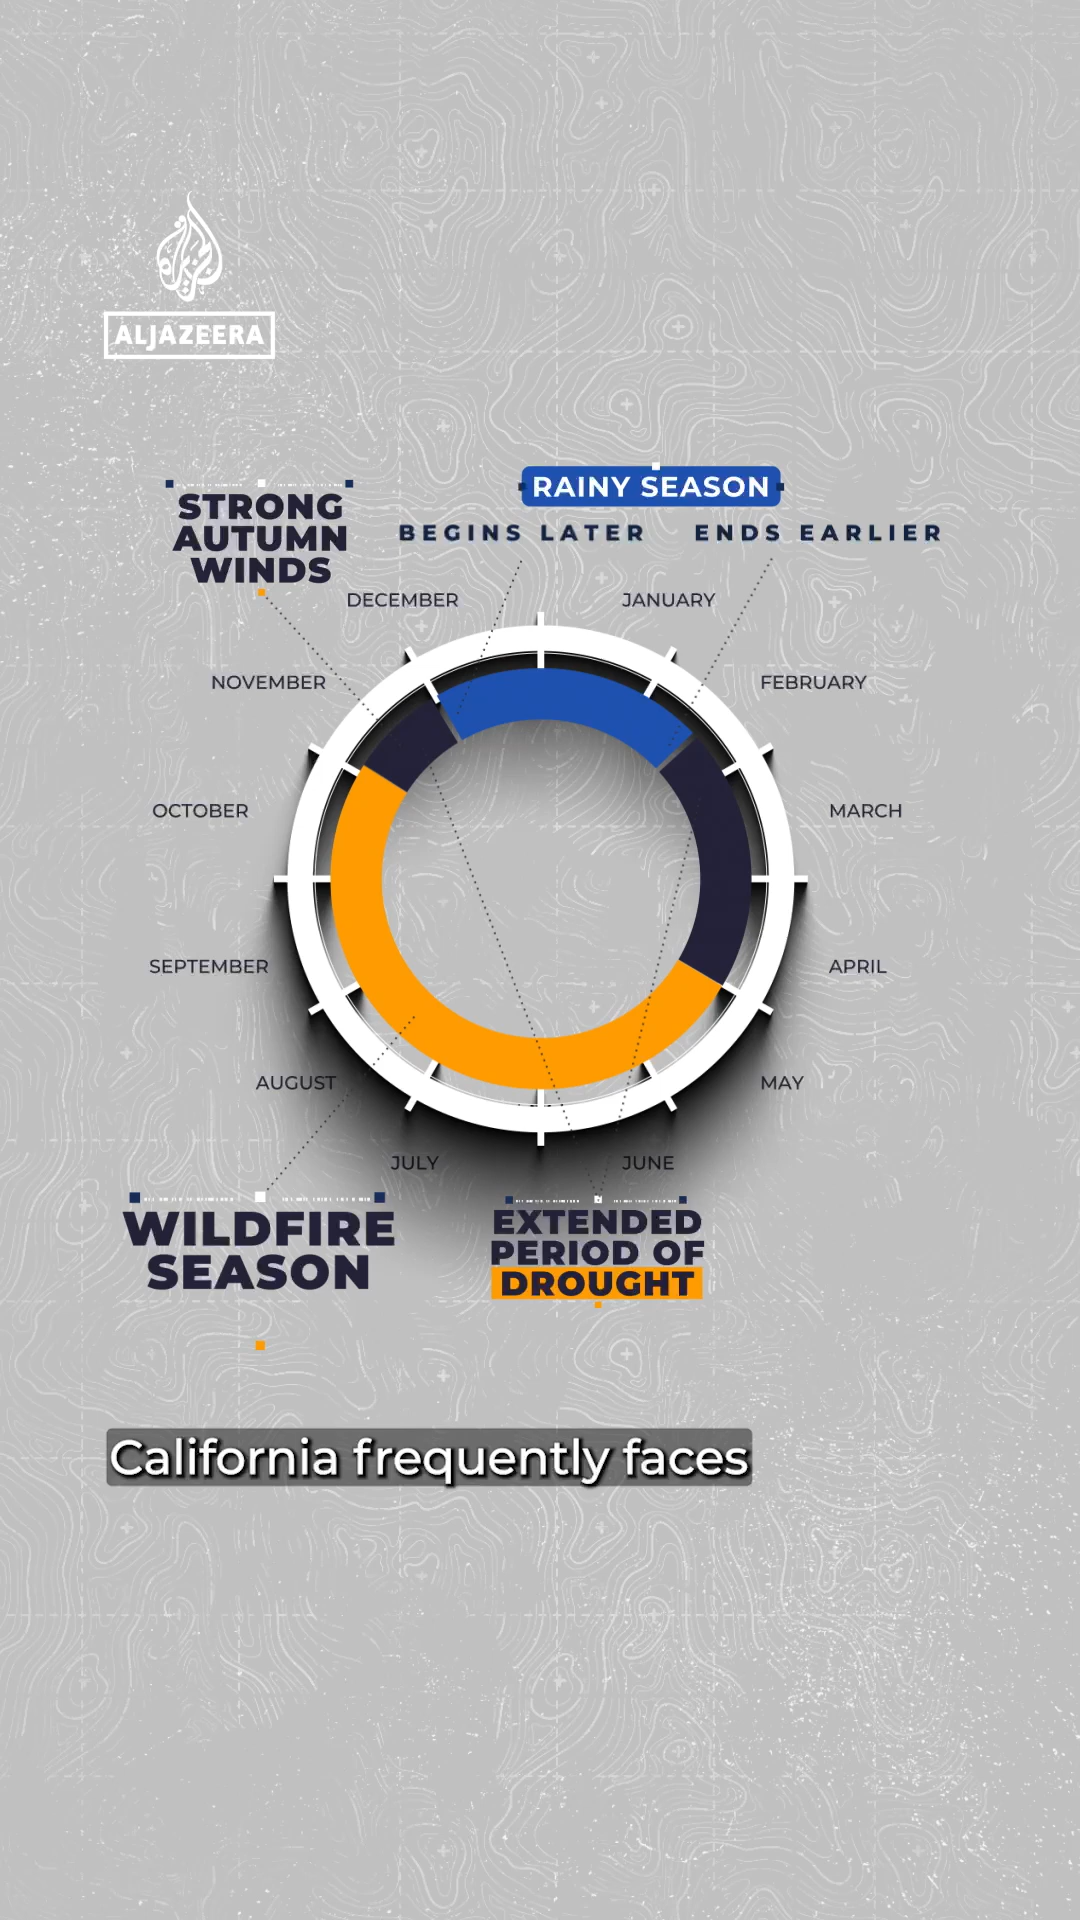 الجزيرة
ALJAZEERA
STRONG
AUTUMN
WINDS
RAINY SEASON
BEGINS LATER
ENDS EARLIER
DECEMBER
JANUARY
NOVEMBER
FEBRUARY
OCTOBER
MARCH
SEPTEMBER
APRIL
AUGUST
MAY
JULY
JUNE
WILDFIRE
SEASON
EXTENDED
PERIOD OF
DROUGHT
California frequently faces